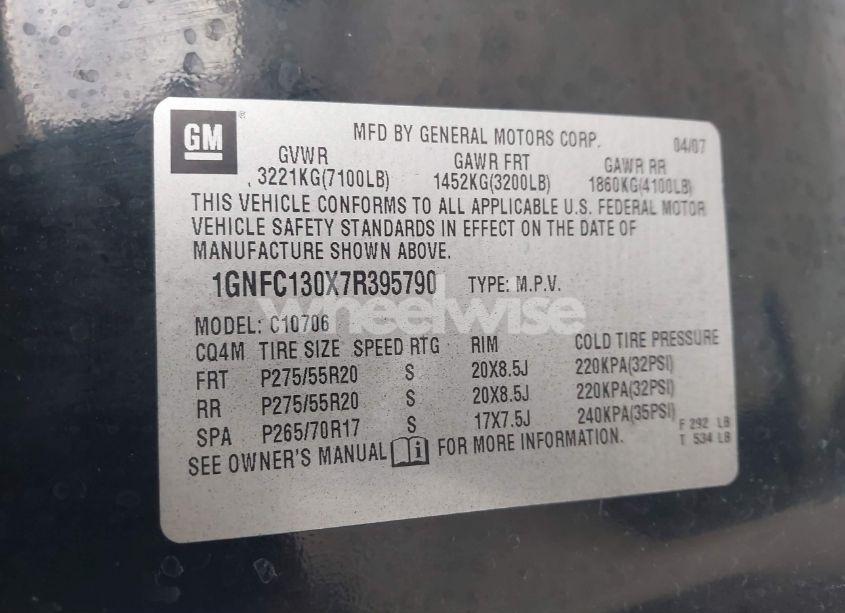 GM
MFD BY GENERAL MOTORS CORP. 04/07
GVWR GAWR FRT GAWR RR
3221KG(7100LB) 1452KG(3200LB) 1860KG(4100LB)
THIS VEHICLE CONFORMS TO ALL APPLICABLE U.S. FEDERAL MOTOR
VEHICLE SAFETY STANDARDS IN EFFECT ON THE DATE OF
MANUFACTURE SHOWN ABOVE.
1GNFC130X7R395790 TYPE: M.P.V.
wheelwise
MODEL: C10706
CQ4M TIRE SIZE SPEED RTG RIM COLD TIRE PRESSURE
FRT P275/55R20 S 20X8.5J 220KPA(32PSI)
RR P275/55R20 S 20X8.5J 220KPA(32PSI)
SPA P265/70R17 S 17X7.5J 240KPA(35PSI)
F 292 LB
T 534 LB
SEE OWNER'S MANUAL i FOR MORE INFORMATION.